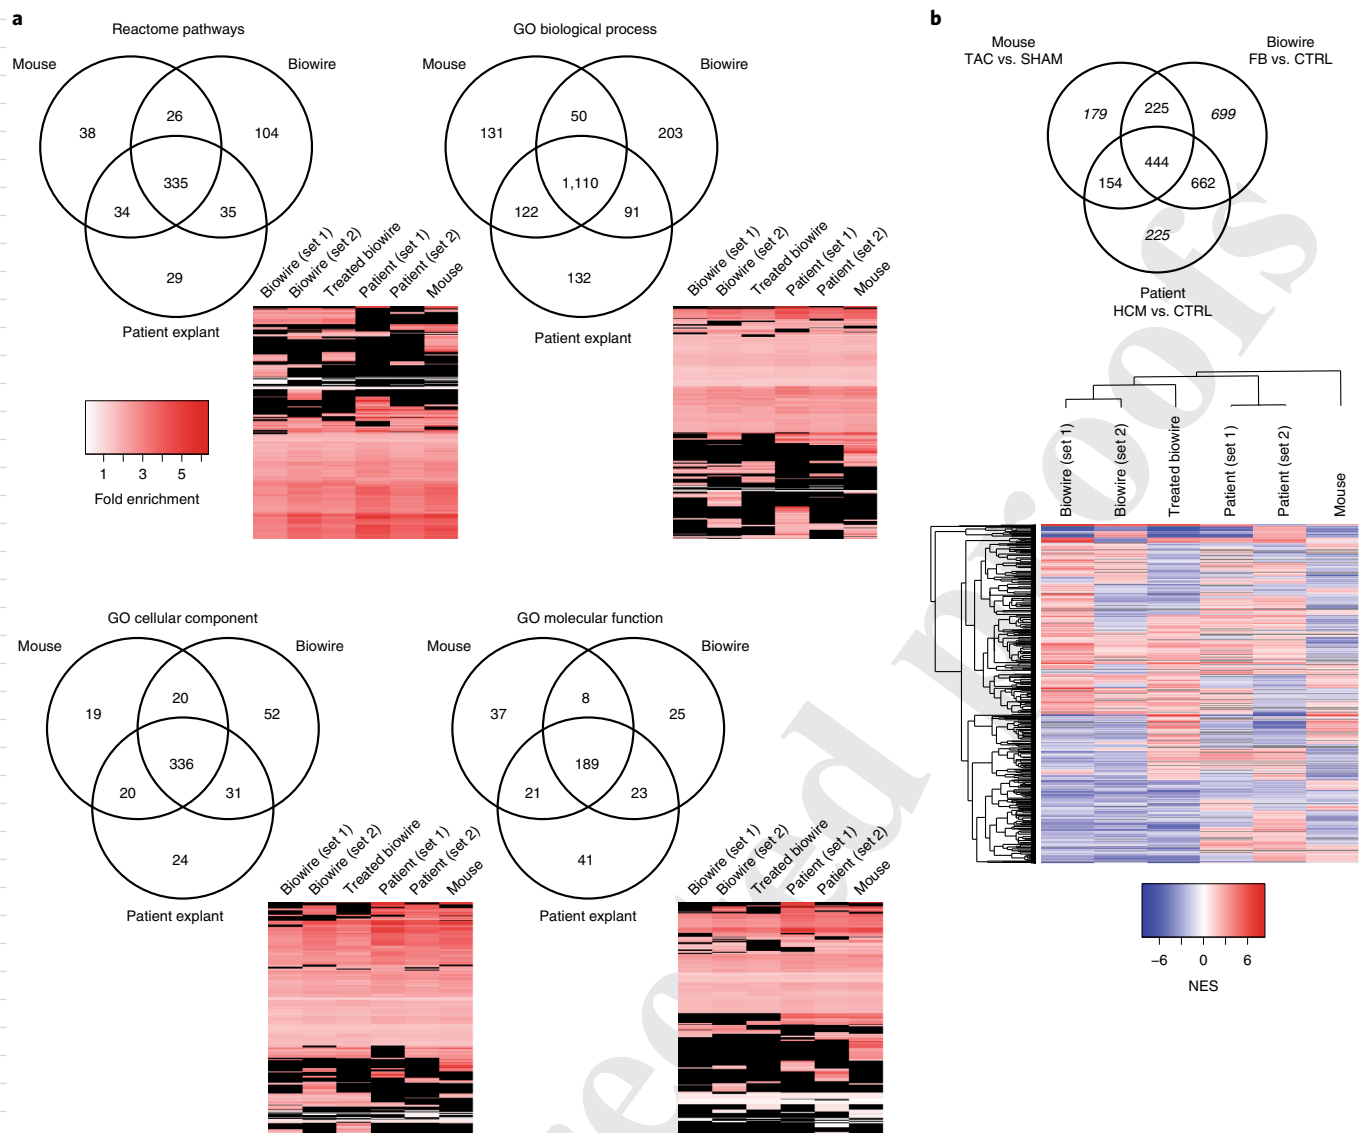 a
Reactome pathways
Mouse
Biowire
38
26
104
335
34
35
29
Patient explant
Biowire (set 1)
Biowire (set 2)
Treated biowire
Patient (set 1)
Patient (set 2)
Mouse
1
3
5
Fold enrichment
GO biological process
Mouse
Biowire
131
50
203
1,110
122
91
132
Patient explant
Biowire (set 1)
Biowire (set 2)
Treated biowire
Patient (set 1)
Patient (set 2)
Mouse
GO cellular component
Mouse
Biowire
19
20
52
336
20
31
24
Patient explant
Biowire (set 1)
Biowire (set 2)
Treated biowire
Patient (set 1)
Patient (set 2)
Mouse
GO molecular function
Mouse
Biowire
37
8
25
189
21
23
41
Patient explant
Biowire (set 1)
Biowire (set 2)
Treated biowire
Patient (set 1)
Patient (set 2)
Mouse
b
Mouse
TAC vs. SHAM
Biowire
FB vs. CTRL
179
225
699
444
154
662
225
Patient
HCM vs. CTRL
Biowire (set 1)
Biowire (set 2)
Treated biowire
Patient (set 1)
Patient (set 2)
Mouse
−6
0
6
NES
proofs